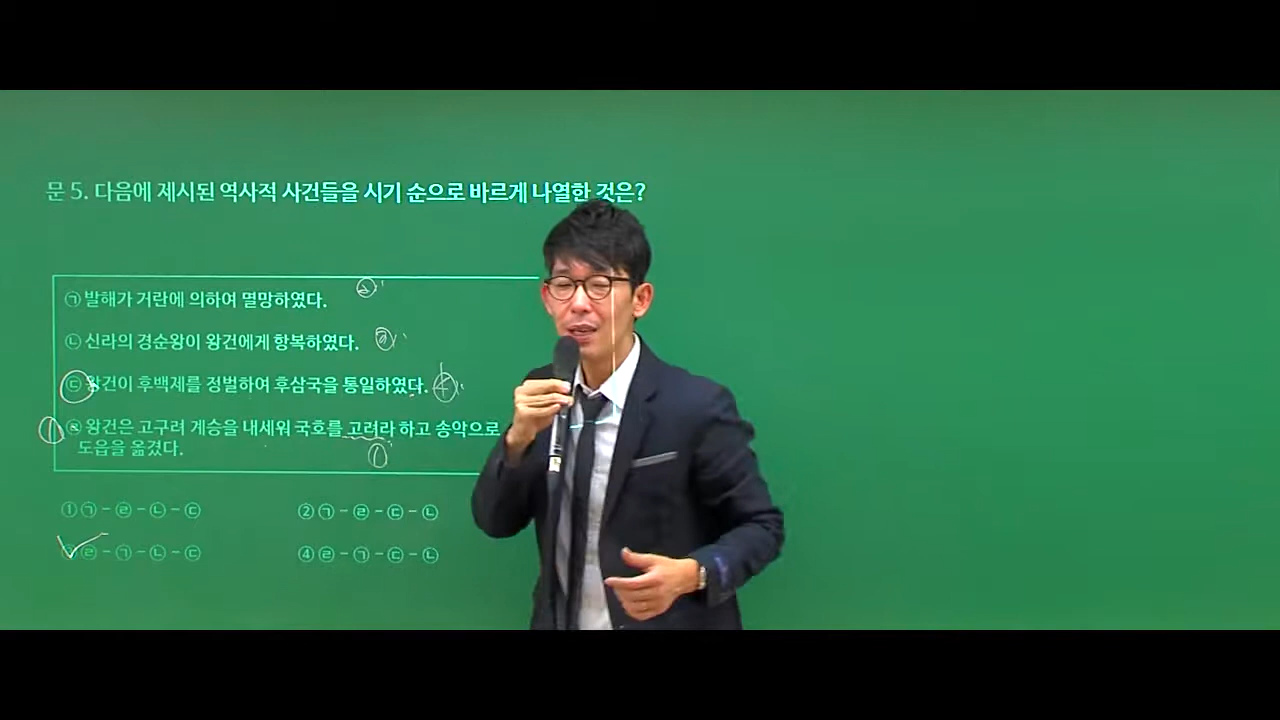 문 5. 다음에 제시된 역사적 사건들을 시기 순으로 바르게 나열한 것은?
㉠ 발해가 거란에 의하여 멸망하였다. ②
㉡ 신라의 경순왕이 왕건에게 항복하였다.
㉢ 왕건이 후백제를 정벌하여 후삼국을 통일하였다. ④
㉣ 왕건은 고구려 계승을 내세워 국호를 고려라 하고 송악으로
도읍을 옮겼다. ①
① ㉠ - ㉣ - ㉡ - ㉢
② ㉠ - ㉣ - ㉢ - ㉡
③ ㉣ - ㉠ - ㉡ - ㉢
④ ㉣ - ㉠ - ㉢ - ㉡